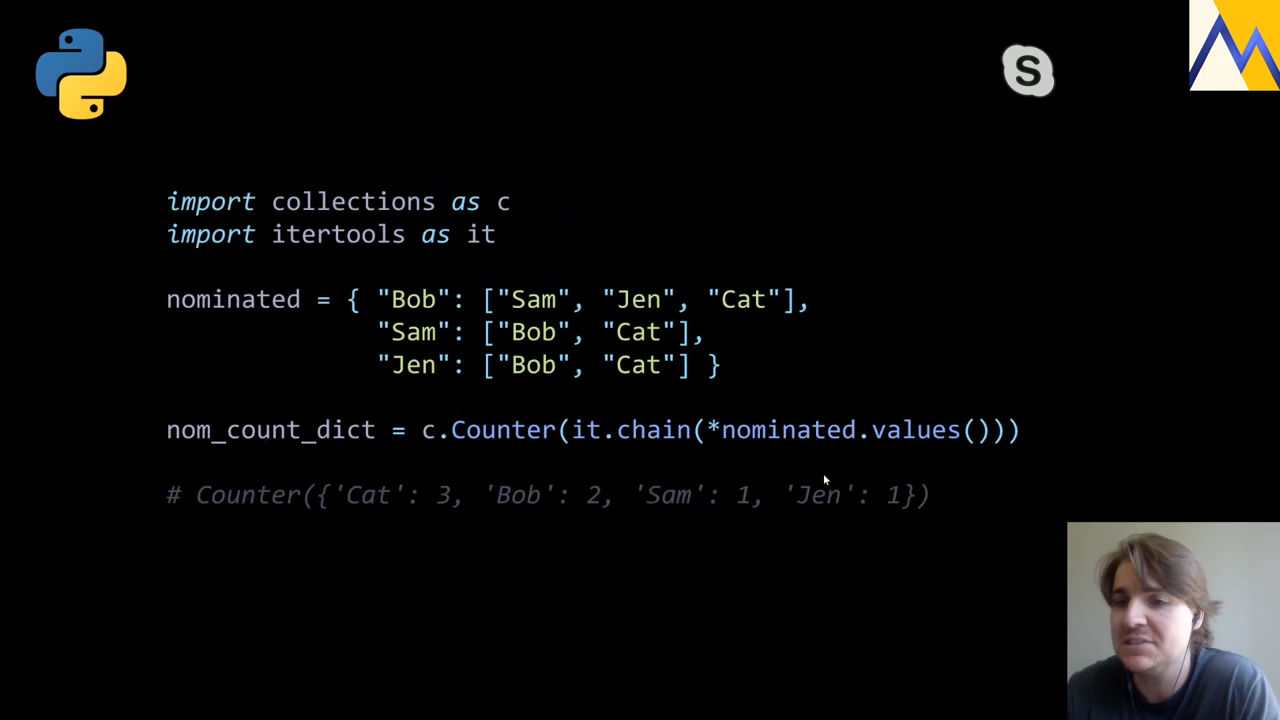 S
import collections as c
import itertools as it
nominated = { "Bob": ["Sam", "Jen", "Cat"],
"Sam": ["Bob", "Cat"],
"Jen": ["Bob", "Cat"] }
nom_count_dict = c.Counter(it.chain(*nominated.values()))
# Counter({'Cat': 3, 'Bob': 2, 'Sam': 1, 'Jen': 1})